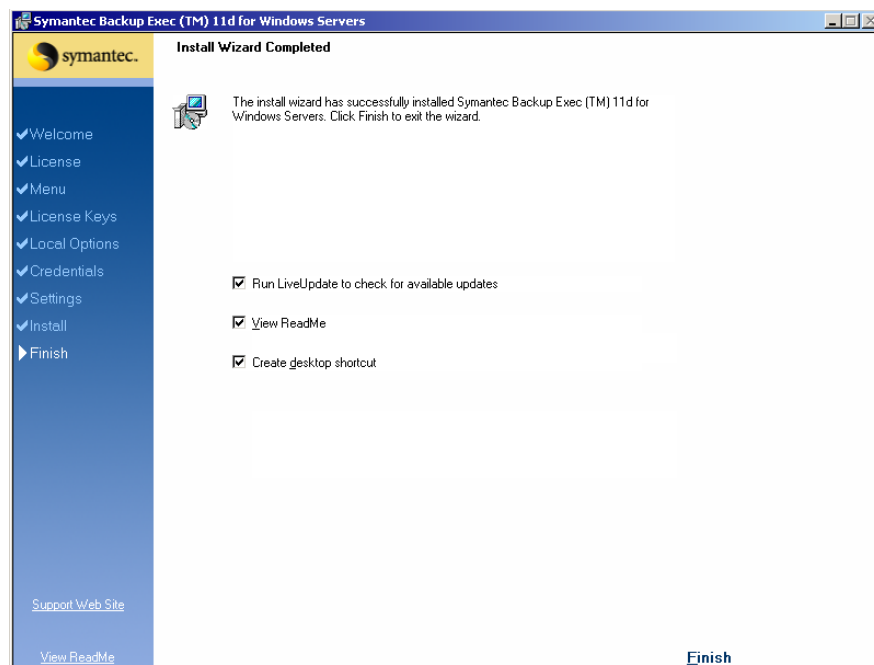 Symantec Backup Exec (TM) 11d for Windows Servers
symantec.
Install Wizard Completed
The install wizard has successfully installed Symantec Backup Exec (TM) 11d for
Windows Servers. Click Finish to exit the wizard.
Welcome
License
Menu
License Keys
Local Options
Credentials
Settings
Install
Finish
Run LiveUpdate to check for available updates
View ReadMe
Create desktop shortcut
Support Web Site
View ReadMe
Finish